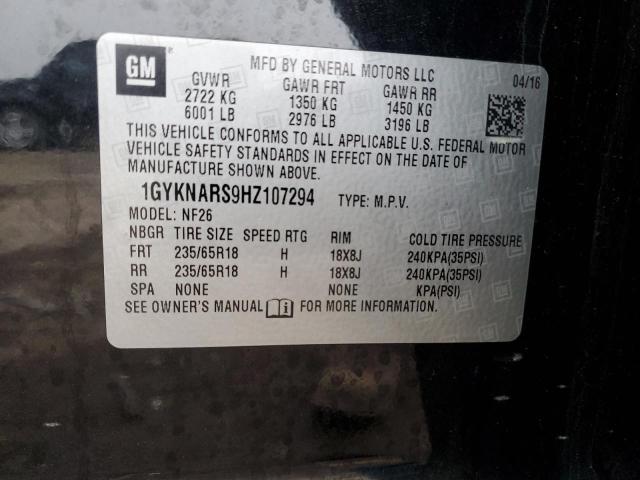 GM
MFD BY GENERAL MOTORS LLC
04/16
GVWR GAWR FRT GAWR RR
2722 KG 1350 KG 1450 KG
6001 LB 2976 LB 3196 LB
THIS VEHICLE CONFORMS TO ALL APPLICABLE U.S. FEDERAL MOTOR
VEHICLE SAFETY STANDARDS IN EFFECT ON THE DATE OF
MANUFACTURE SHOWN ABOVE.
1GYKNARS9HZ107294 TYPE: M.P.V.
MODEL: NF26
NBGR TIRE SIZE SPEED RTG RIM COLD TIRE PRESSURE
FRT 235/65R18 H 18X8J 240KPA(35PSI)
RR 235/65R18 H 18X8J 240KPA(35PSI)
SPA NONE NONE KPA(PSI)
SEE OWNER'S MANUAL i FOR MORE INFORMATION.